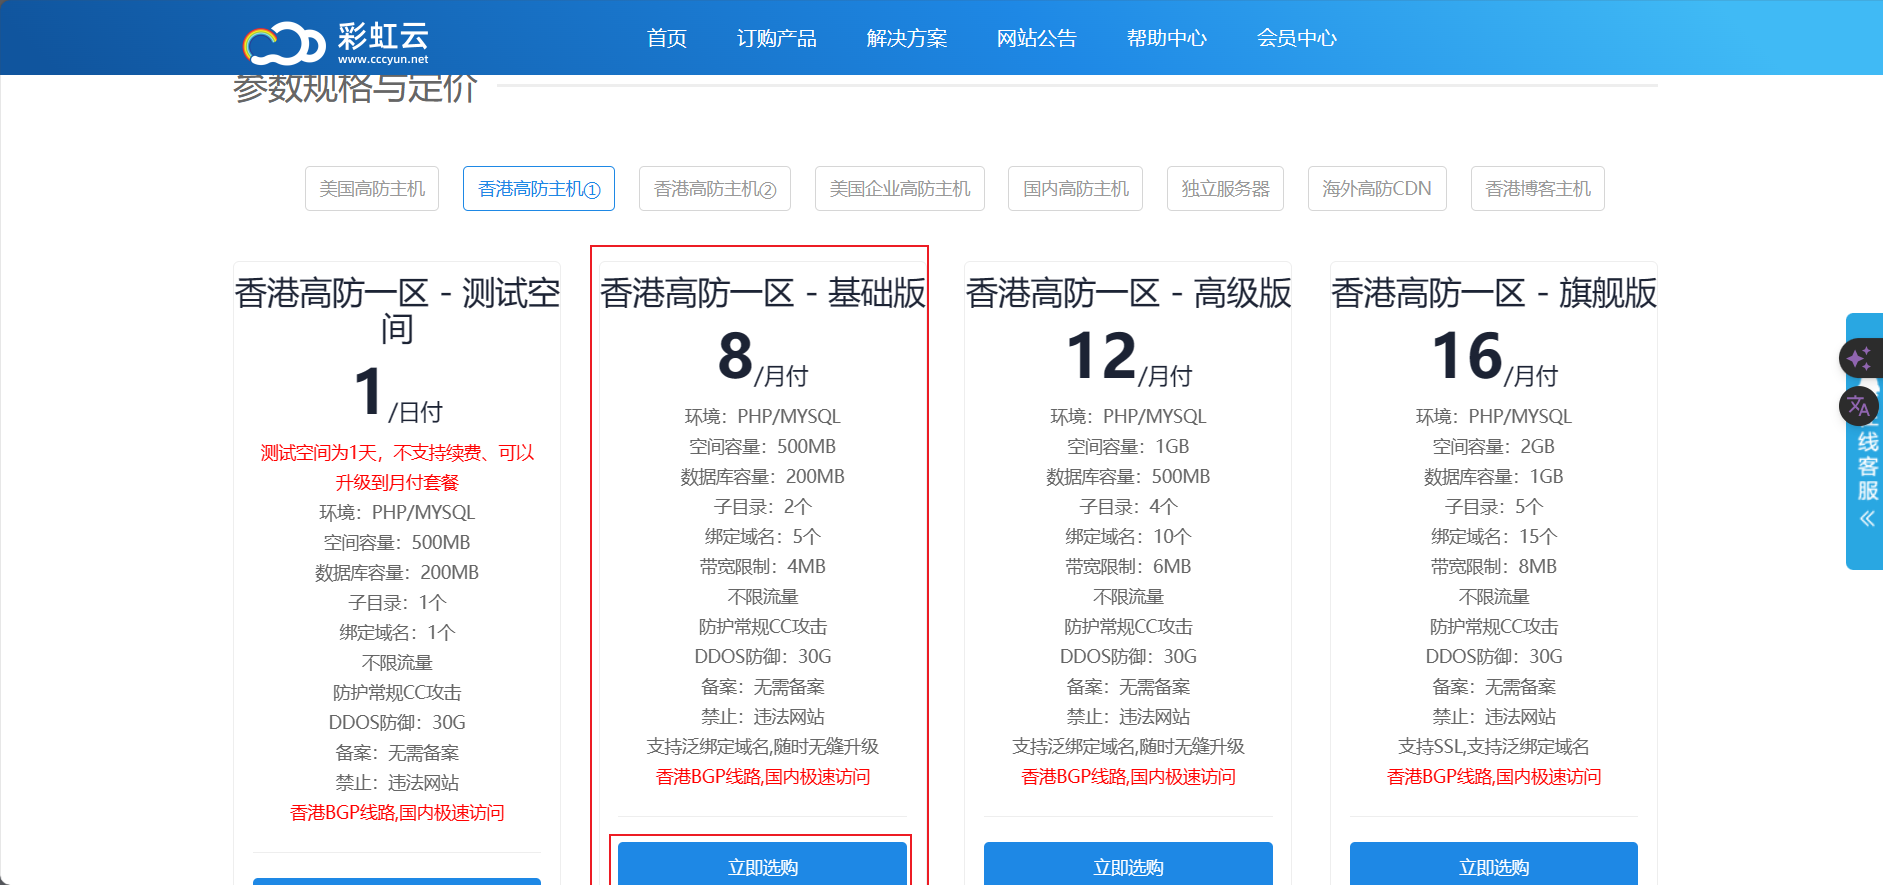 彩虹云
www.cccyun.net
首页
订购产品
解决方案
网站公告
帮助中心
会员中心
参数规格与定价
美国高防主机
香港高防主机①
香港高防主机②
美国企业高防主机
国内高防主机
独立服务器
海外高防CDN
香港博客主机
香港高防一区 - 测试空
间
1/日付
测试空间为1天，不支持续费、可以
升级到月付套餐
环境：PHP/MYSQL
空间容量：500MB
数据库容量：200MB
子目录：1个
绑定域名：1个
不限流量
防护常规CC攻击
DDOS防御：30G
备案：无需备案
禁止：违法网站
香港BGP线路,国内极速访问
香港高防一区 - 基础版
8/月付
环境：PHP/MYSQL
空间容量：500MB
数据库容量：200MB
子目录：2个
绑定域名：5个
带宽限制：4MB
不限流量
防护常规CC攻击
DDOS防御：30G
备案：无需备案
禁止：违法网站
支持泛绑定域名,随时无缝升级
香港BGP线路,国内极速访问
立即选购
香港高防一区 - 高级版
12/月付
环境：PHP/MYSQL
空间容量：1GB
数据库容量：500MB
子目录：4个
绑定域名：10个
带宽限制：6MB
不限流量
防护常规CC攻击
DDOS防御：30G
备案：无需备案
禁止：违法网站
支持泛绑定域名,随时无缝升级
香港BGP线路,国内极速访问
立即选购
香港高防一区 - 旗舰版
16/月付
环境：PHP/MYSQL
空间容量：2GB
数据库容量：1GB
子目录：5个
绑定域名：15个
带宽限制：8MB
不限流量
防护常规CC攻击
DDOS防御：30G
备案：无需备案
禁止：违法网站
支持SSL,支持泛绑定域名
香港BGP线路,国内极速访问
立即选购
线客服